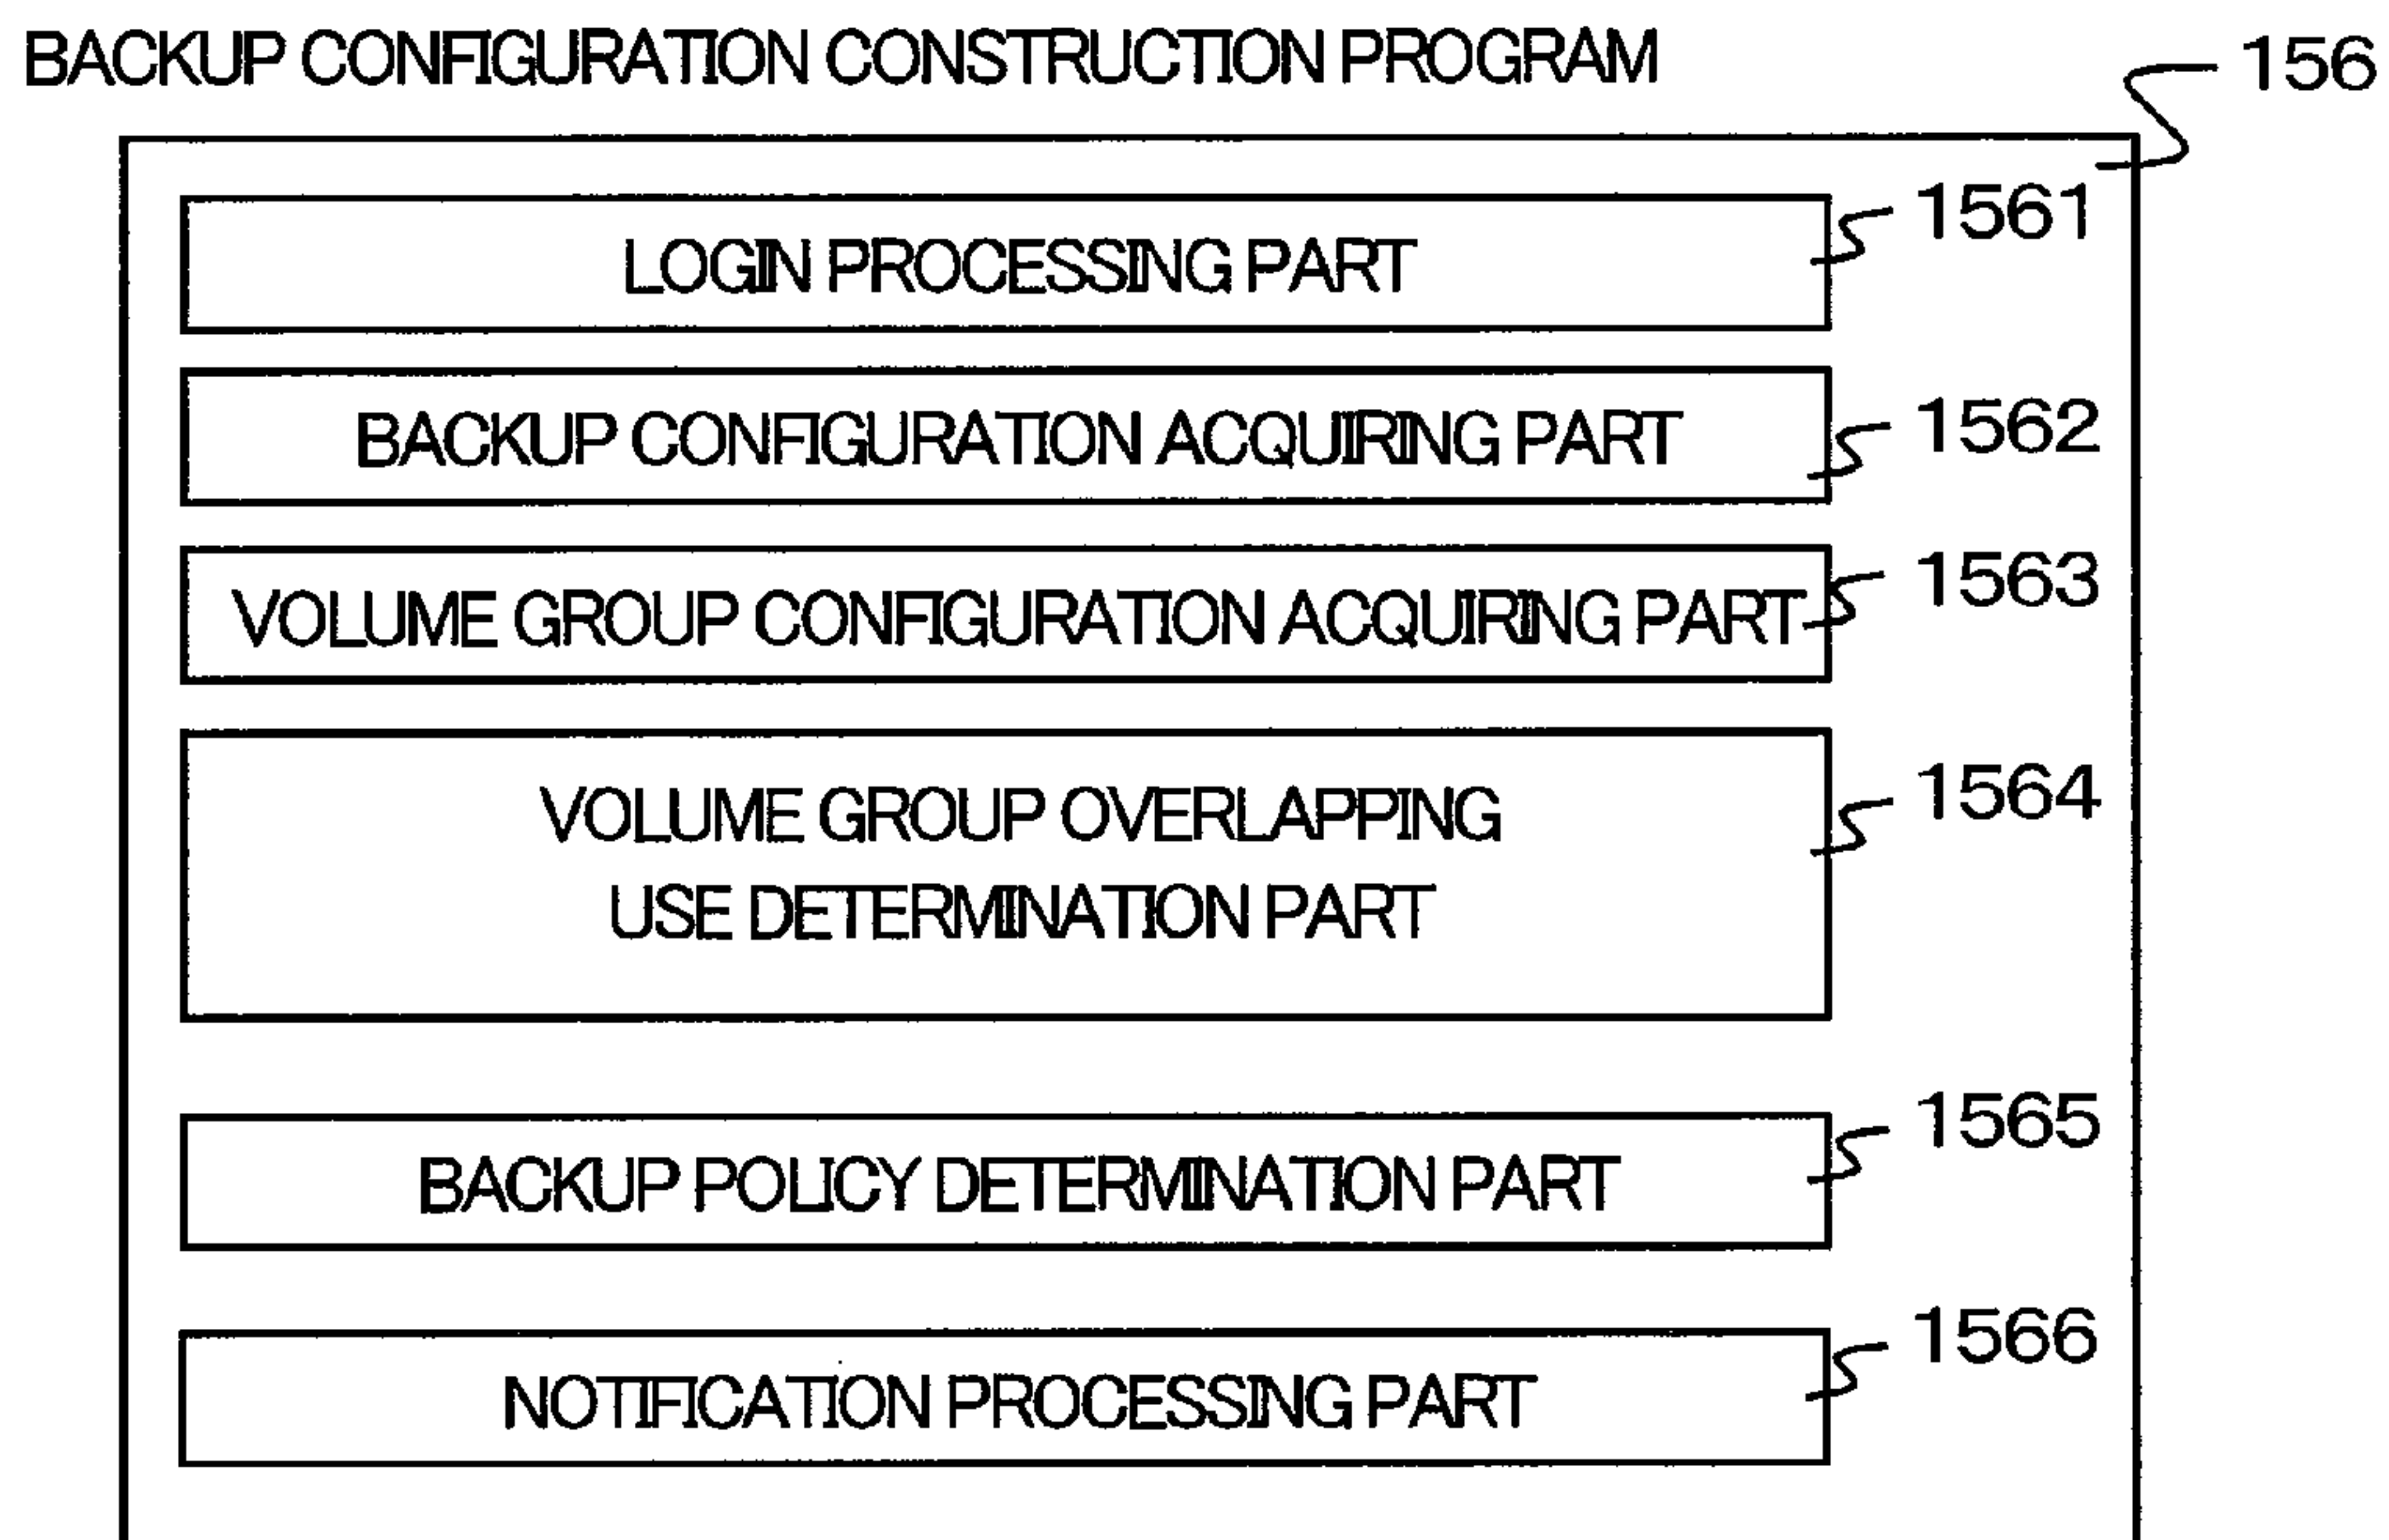 BACKUP CONFIGURATION CONSTRUCTION PROGRAM
156
LOGIN PROCESSING PART
1561
BACKUP CONFIGURATION ACQUIRING PART
1562
VOLUME GROUP CONFIGURATION ACQUIRING PART
1563
VOLUME GROUP OVERLAPPING
USE DETERMINATION PART
1564
BACKUP POLICY DETERMINATION PART
1565
NOTIFICATION PROCESSING PART
1566